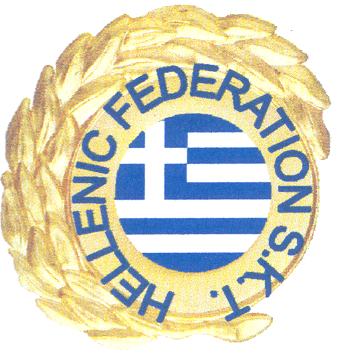 HELLENIC FEDERATION S.K.T.